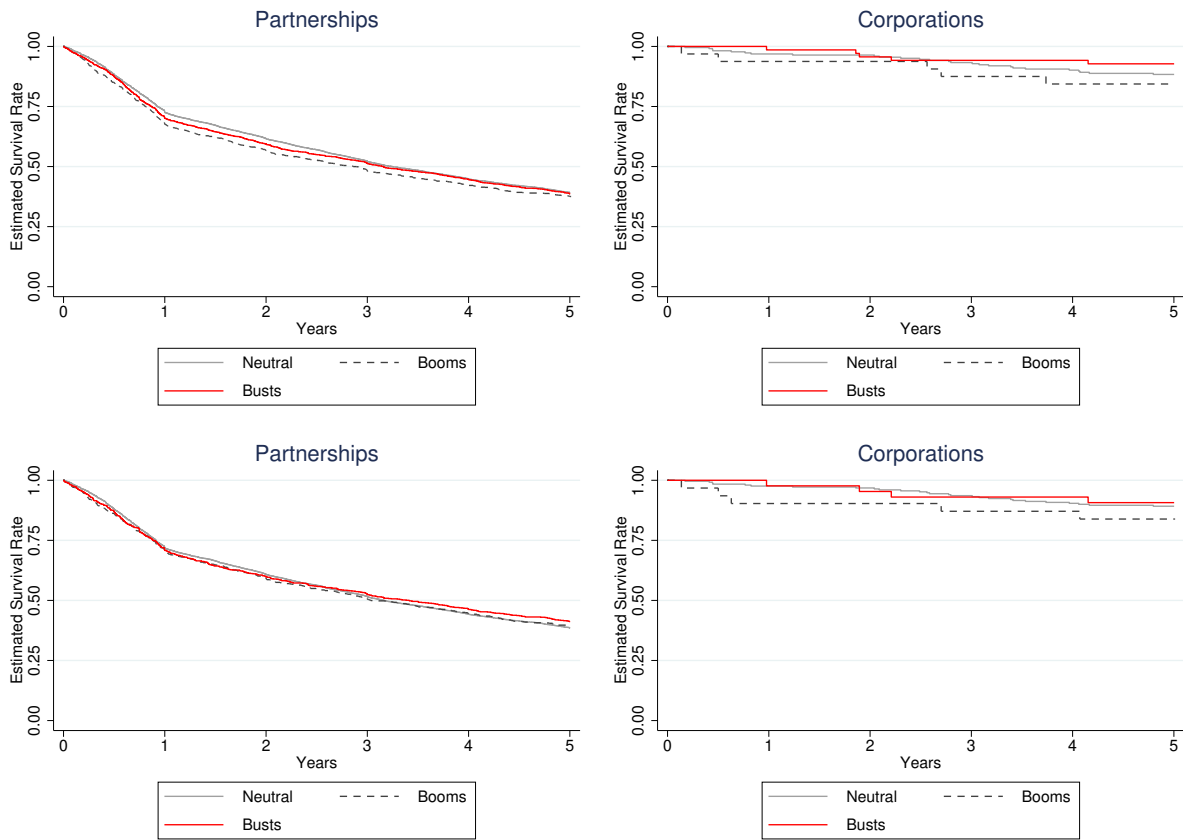 Partnerships
Estimated Survival Rate
1.00
0.75
0.50
0.25
0.00
0 1 2 3 4 5
Years
Neutral Booms
Busts
Corporations
Estimated Survival Rate
1.00
0.75
0.50
0.25
0.00
0 1 2 3 4 5
Years
Neutral Booms
Busts
Partnerships
Estimated Survival Rate
1.00
0.75
0.50
0.25
0.00
0 1 2 3 4 5
Years
Neutral Booms
Busts
Corporations
Estimated Survival Rate
1.00
0.75
0.50
0.25
0.00
0 1 2 3 4 5
Years
Neutral Booms
Busts